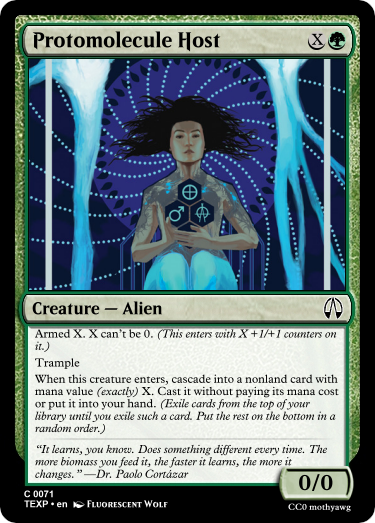 Protomolecule Host X
Creature — Alien
Armed X. X can't be 0. (This enters with X +1/+1 counters on
it.)
Trample
When this creature enters, cascade into a nonland card with
mana value (exactly) X. Cast it without paying its mana cost
or put it into your hand. (Exile cards from the top of your
library until you exile such a card. Put the rest on the bottom in a
random order.)
"It learns, you know. Does something different every time. The
more biomass you feed it, the faster it learns, the more it
changes." —Dr. Paolo Cortázar
0/0
C 0071
TEXP • en Fluorescent Wolf
CC0 mothyawg